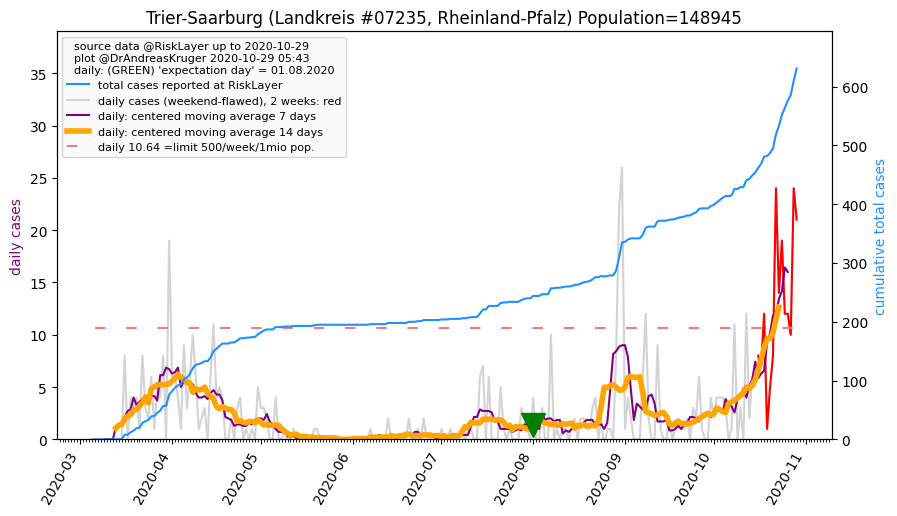 Trier-Saarburg (Landkreis #07235, Rheinland-Pfalz) Population=148945
source data @RiskLayer up to 2020-10-29
plot @DrAndreasKruger 2020-10-29 05:43
daily: (GREEN) 'expectation day' = 01.08.2020
total cases reported at RiskLayer
daily cases (weekend-flawed), 2 weeks: red
daily: centered moving average 7 days
daily: centered moving average 14 days
daily 10.64 =limit 500/week/1mio pop.
daily cases
35
30
25
20
15
10
5
0
cumulative total cases
600
500
400
300
200
100
0
2020-03
2020-04
2020-05
2020-06
2020-07
2020-08
2020-09
2020-10
2020-11